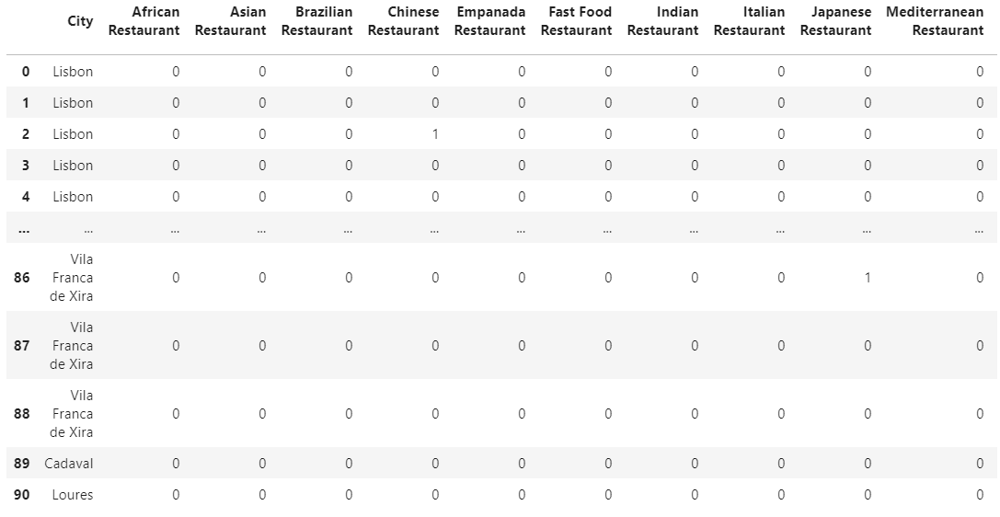 City African Restaurant Asian Restaurant Brazilian Restaurant Chinese Restaurant Empanada Restaurant Fast Food Restaurant Indian Restaurant Italian Restaurant Japanese Restaurant Mediterranean Restaurant
0 Lisbon 0 0 0 0 0 0 0 0 0 0
1 Lisbon 0 0 0 0 0 0 0 0 0 0
2 Lisbon 0 0 0 1 0 0 0 0 0 0
3 Lisbon 0 0 0 0 0 0 0 0 0 0
4 Lisbon 0 0 0 0 0 0 0 0 0 0
... ... ... ... ... ... ... ... ... ... ... ...
86 Vila Franca de Xira 0 0 0 0 0 0 0 0 1 0
87 Vila Franca de Xira 0 0 0 0 0 0 0 0 0 0
88 Vila Franca de Xira 0 0 0 0 0 0 0 0 0 0
89 Cadaval 0 0 0 0 0 0 0 0 0 0
90 Loures 0 0 0 0 0 0 0 0 0 0